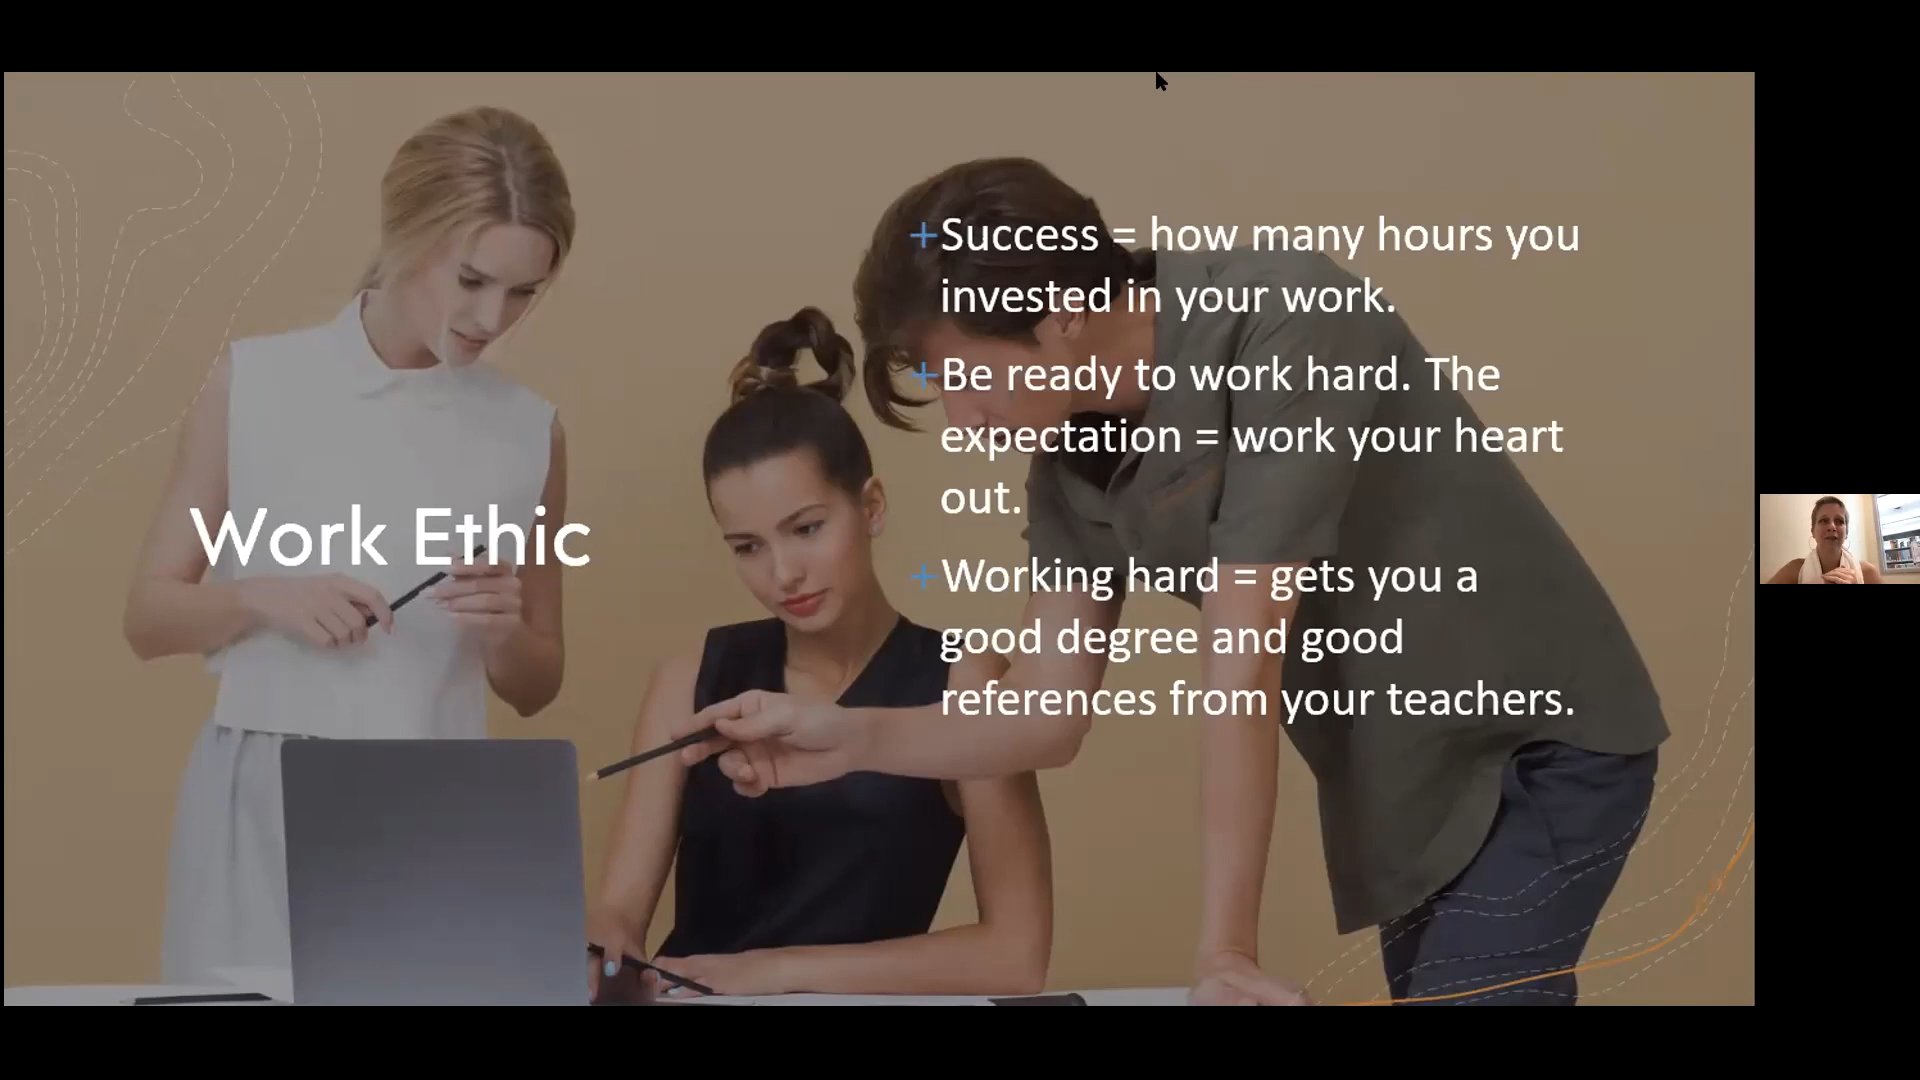 Work Ethic
+Success = how many hours you
invested in your work.
+Be ready to work hard. The
expectation = work your heart
out.
+Working hard = gets you a
good degree and good
references from your teachers.